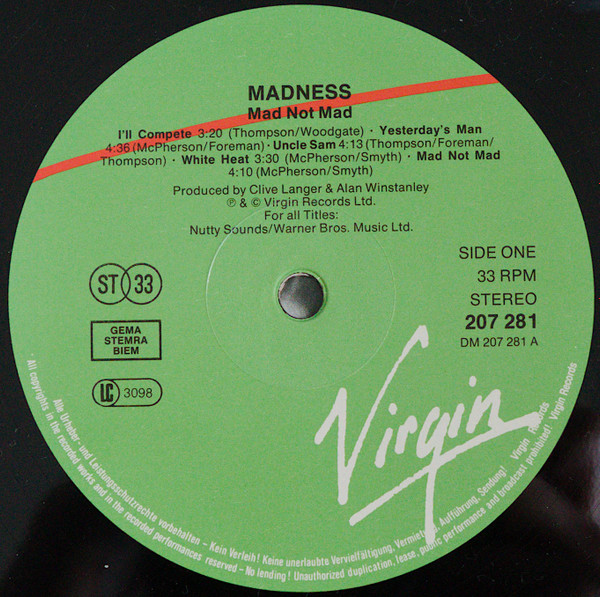 MADNESS
Mad Not Mad
I'll Compete 3:20 (Thompson/Woodgate) · Yesterday's Man
4:36 (McPherson/Foreman) · Uncle Sam 4:13 (Thompson/Foreman/
Thompson) · White Heat 3:30 (McPherson/Smyth) · Mad Not Mad
4:10 (McPherson/Smyth)
Produced by Clive Langer & Alan Winstanley
℗ & © Virgin Records Ltd.
For all Titles:
Nutty Sounds/Warner Bros. Music Ltd.
ST 33
GEMA
STEMRA
BIEM
LC 3098
SIDE ONE
33 RPM
STEREO
207 281
DM 207 281 A
Virgin
Alle Urheber- und Leistungsschutzrechte vorbehalten – Kein Verleih! Keine unerlaubte Vervielfältigung, Vermietung, Aufführung, Sendung! Virgin Records
All copyrights in the recorded works and in the recorded performances reserved – No lending! Unauthorized duplication, lease, public performance and broadcast prohibited! Virgin Records